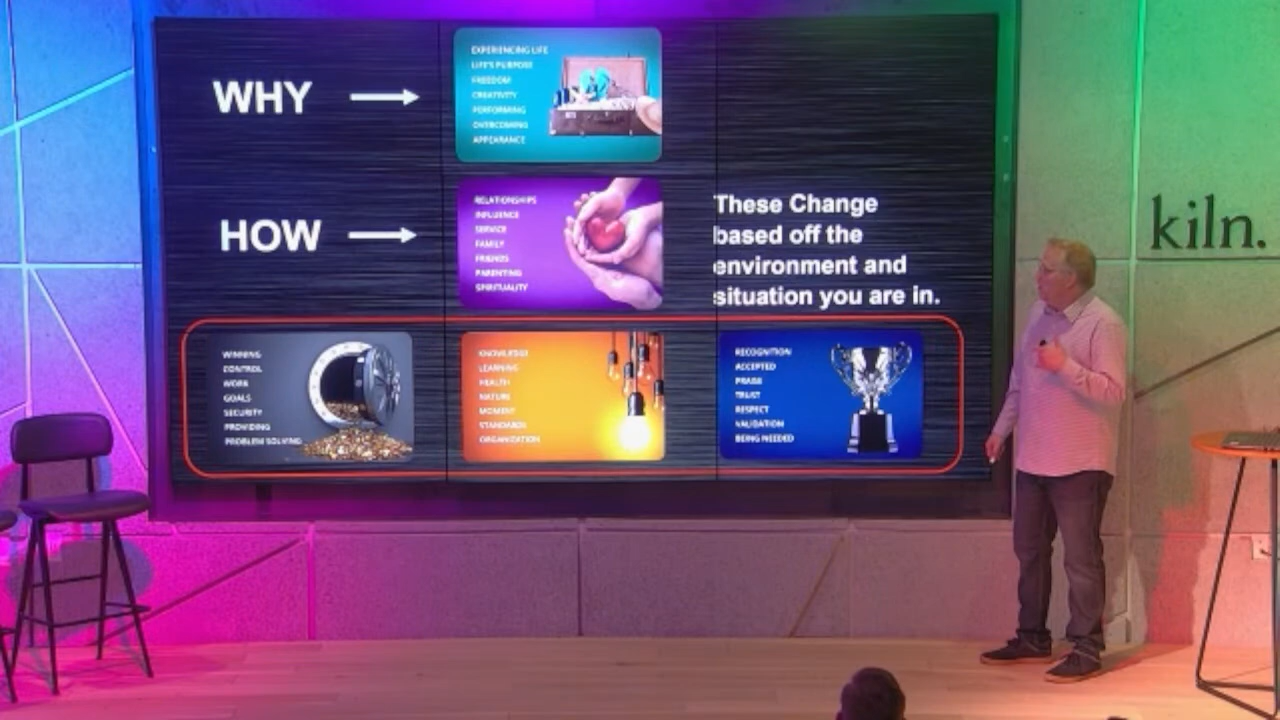 WHY
EXPERIENCING LIFE
LIFE'S PURPOSE
FREEDOM
CREATIVITY
PERFORMING
OVERCOMING
APPEARANCE
HOW
RELATIONSHIPS
INFLUENCE
SERVICE
FAMILY
FRIENDS
PARENTING
SPIRITUALITY
These Change
based off the
environment and
situation you are in.
WINNING
CONTROL
WORK
GOALS
SECURITY
PROVIDING
PROBLEM SOLVING
KNOWLEDGE
LEARNING
HEALTH
NATURE
MOMENT
STANDARDS
ORGANIZATION
RECOGNITION
ACCEPTED
PRAISE
TRUST
RESPECT
VALIDATION
BEING NEEDED
kiln.